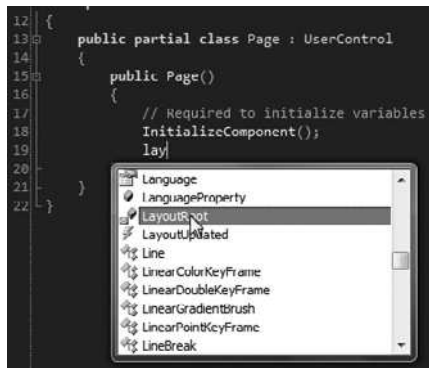 12 {
13 public partial class Page : UserControl
14 {
15 public Page()
16 {
17 // Required to initialize variables
18 InitializeComponent();
19 lay
20
Language
21 }
LanguageProperty
22 }
LayoutRoot
LayoutUpdated
Line
LinearColorKeyFrame
LinearDoubleKeyFrame
LinearGradientBrush
LinearPointKeyFrame
LineBreak